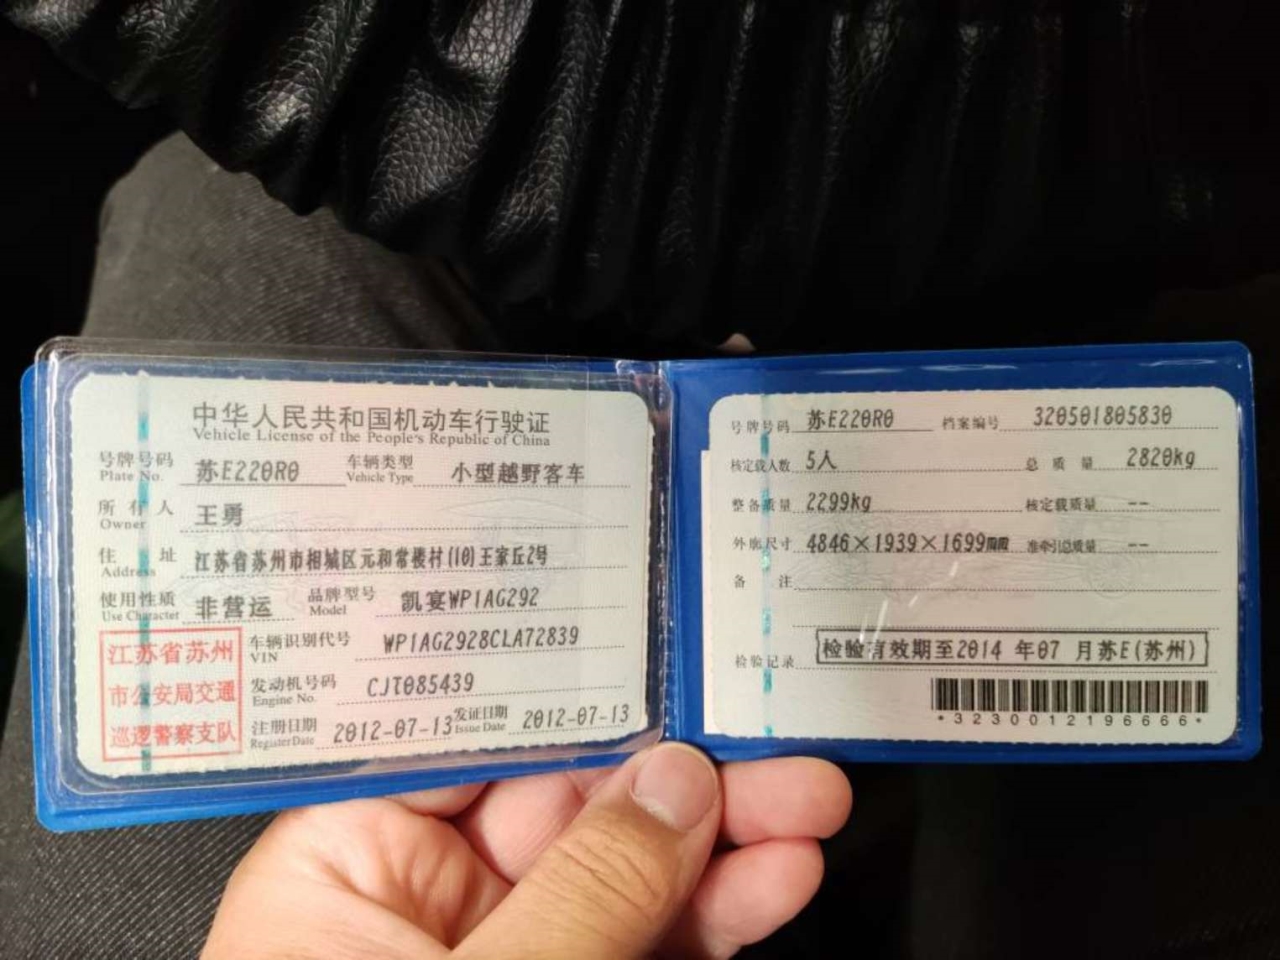 中华人民共和国机动车行驶证
Vehicle License of the People's Republic of China
号牌号码 苏E220R0 车辆类型 小型越野客车
Plate No. Vehicle Type
所有人 王勇
Owner
住址 江苏省苏州市相城区元和常楼村(10)王家丘2号
Address
使用性质 非营运 品牌型号 凯宴WP1AG292
Use Character Model
江苏省苏州
市公安局交通
巡逻警察支队
车辆识别代号 WP1AG2928CLA72839
VIN
发动机号码 CJT085439
Engine No.
注册日期 2012-07-13 发证日期 2012-07-13
Register Date Issue Date
号牌号码 苏E220R0 档案编号 320501805830
核定载人数 5人 总质量 2820kg
整备质量 2299kg 核定载质量 --
外廓尺寸 4846×1939×1699mm 准牵引总质量 --
备注
检验记录 检验有效期至2014年07月苏E(苏州)
*3230012196666*